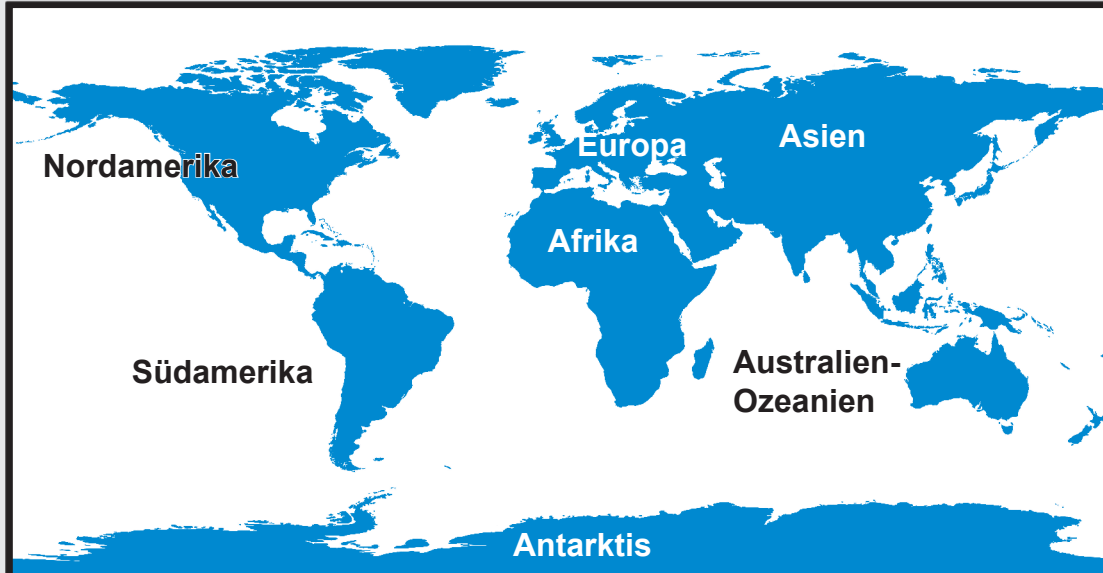 Asien
Europa
Nordamerika
Afrika
Südamerika
Australien-
Ozeanien
Antarktis